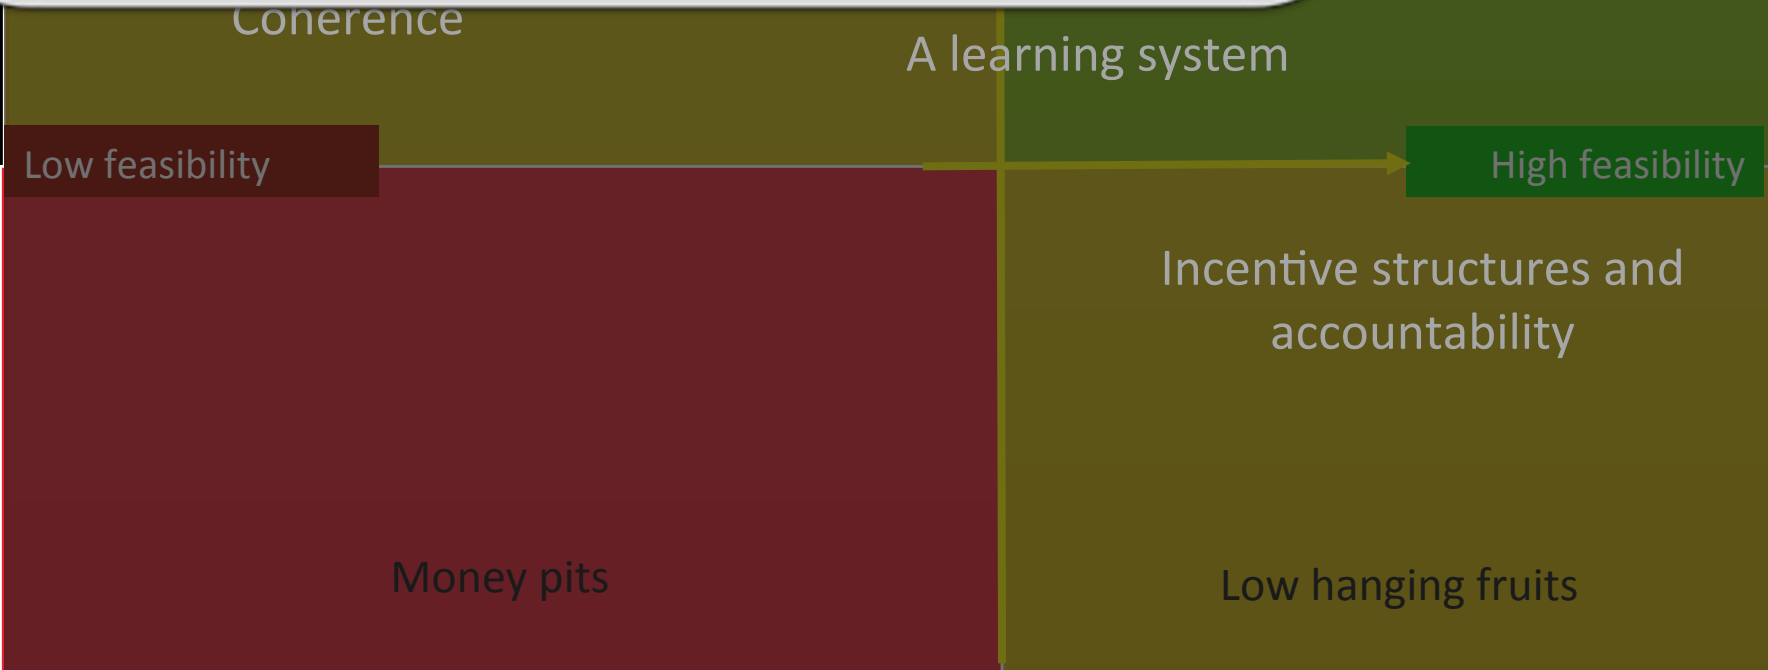 Coherence
A learning system
Low feasibility
High feasibility
Incentive structures and
accountability
Money pits
Low hanging fruits